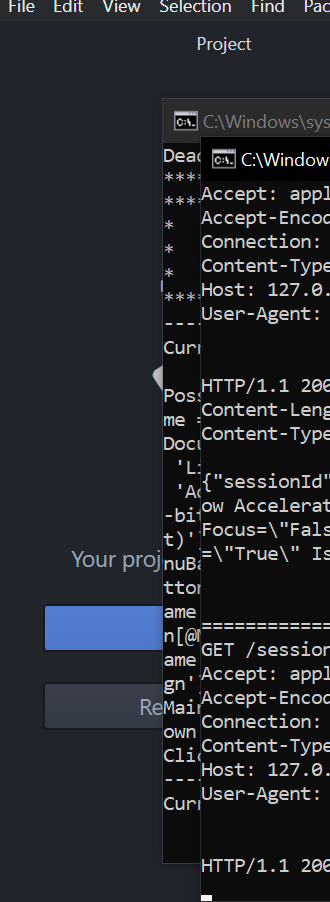 File Edit View Selection Find Pac
Project
C:\Windows\sys
Dead
****
****
*
*
*
****
----
Curr
Poss
me =
Docu
'Li
'Ac
-bit
t)'
nuBa
ttor
ame
n[@N
ame
gn'
Mair
own
Clic
----
Curr
C:\Window
Accept: appl
Accept-Encod
Connection:
Content-Type
Host: 127.0.
User-Agent:
HTTP/1.1 200
Content-Leng
Content-Type
{"sessionId"
ow Accelerat
Focus=\"Fals
=\"True\" Is
============
GET /session
Accept: appl
Accept-Encod
Connection:
Content-Type
Host: 127.0.
User-Agent:
HTTP/1.1 200
Your proj
Re